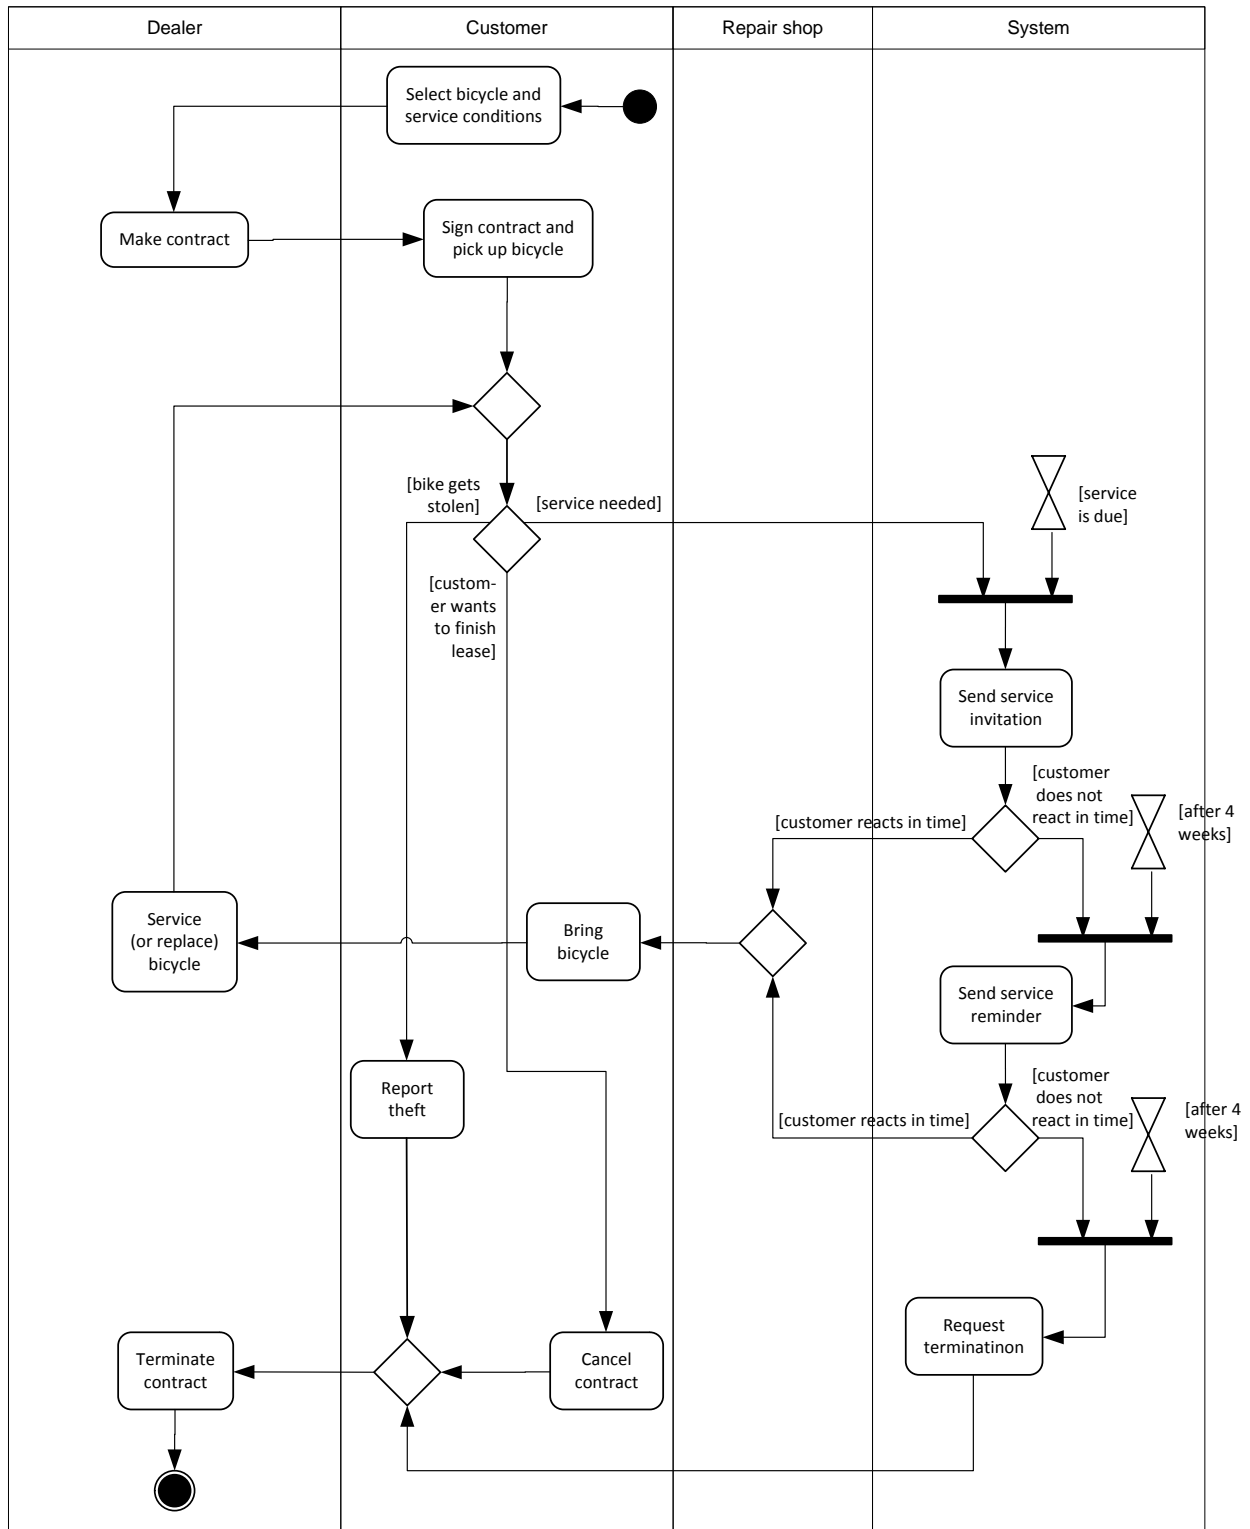 Dealer
Customer
Repair shop
System
Select bicycle and
service conditions
Make contract
Sign contract and
pick up bicycle
[bike gets
stolen]
[service needed]
[service
is due]
[custom-
er wants
to finish
lease]
Send service
invitation
[customer
does not
react in time]
[after 4
weeks]
[customer reacts in time]
Service
(or replace)
bicycle
Bring
bicycle
Send service
reminder
Report
theft
[customer
does not
react in time]
[after 4
weeks]
[customer reacts in time]
Request
terminatinon
Terminate
contract
Cancel
contract